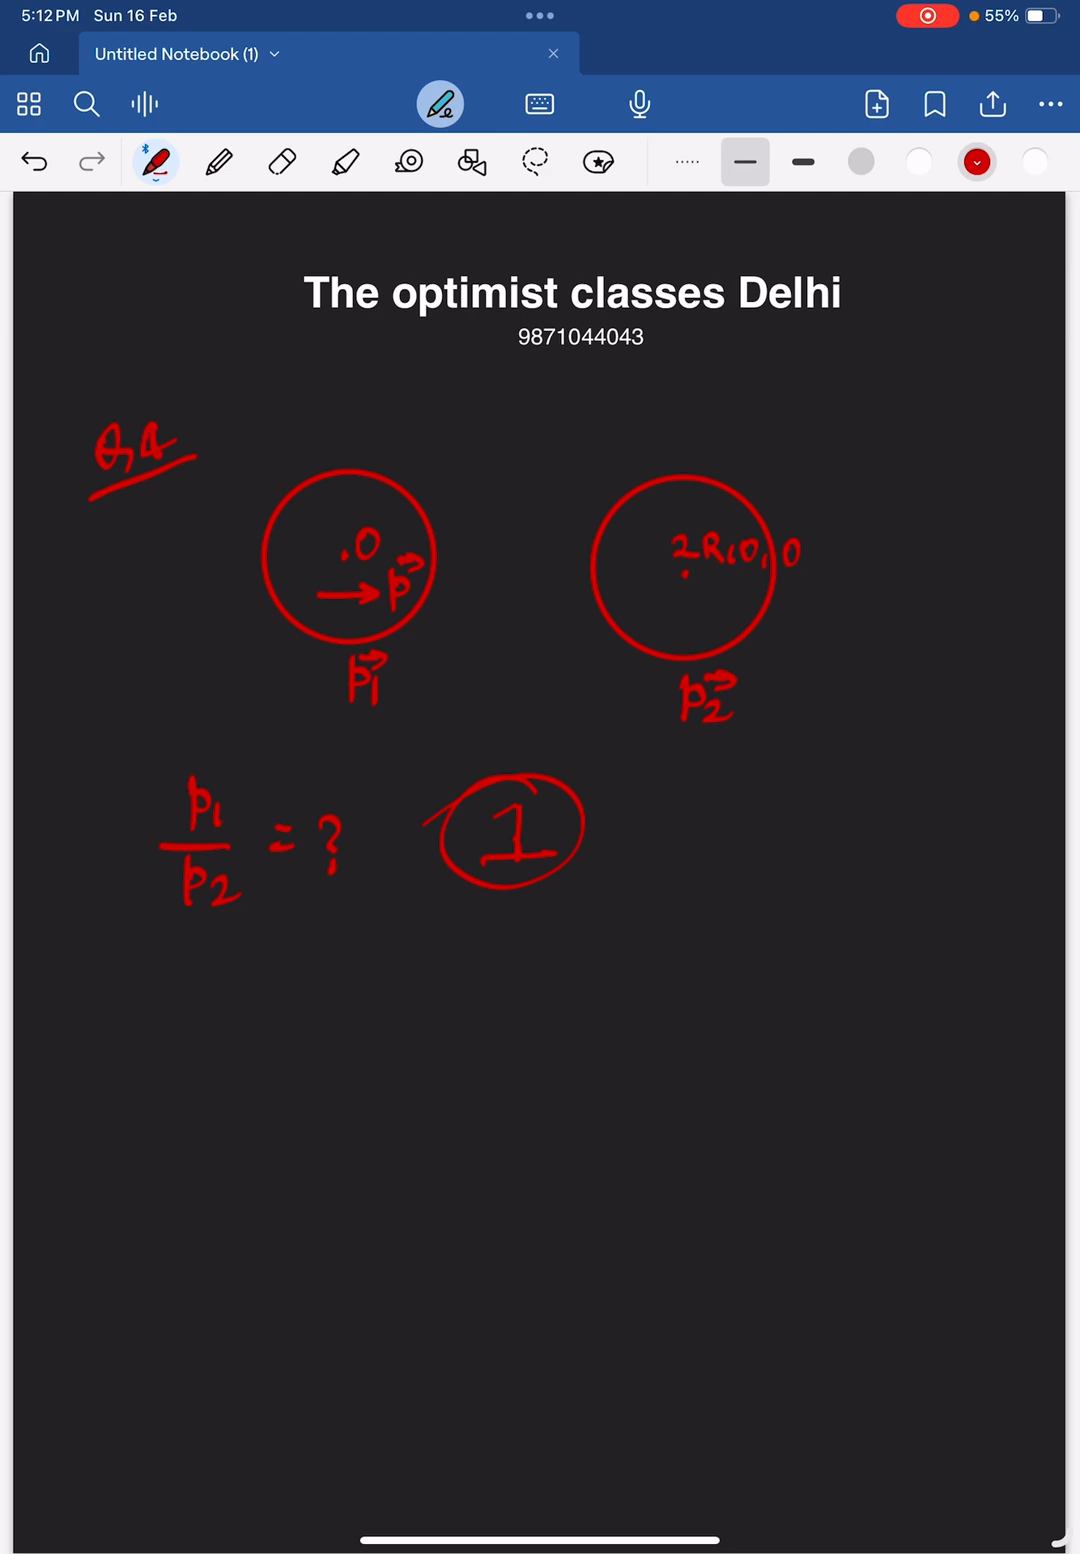 5:12 PM Sun 16 Feb
55%
Untitled Notebook (1)
The optimist classes Delhi
9871044043
Q4
.O
→ p⃗
2R,0,0
p⃗1
p⃗2
p1/p2 = ? 1